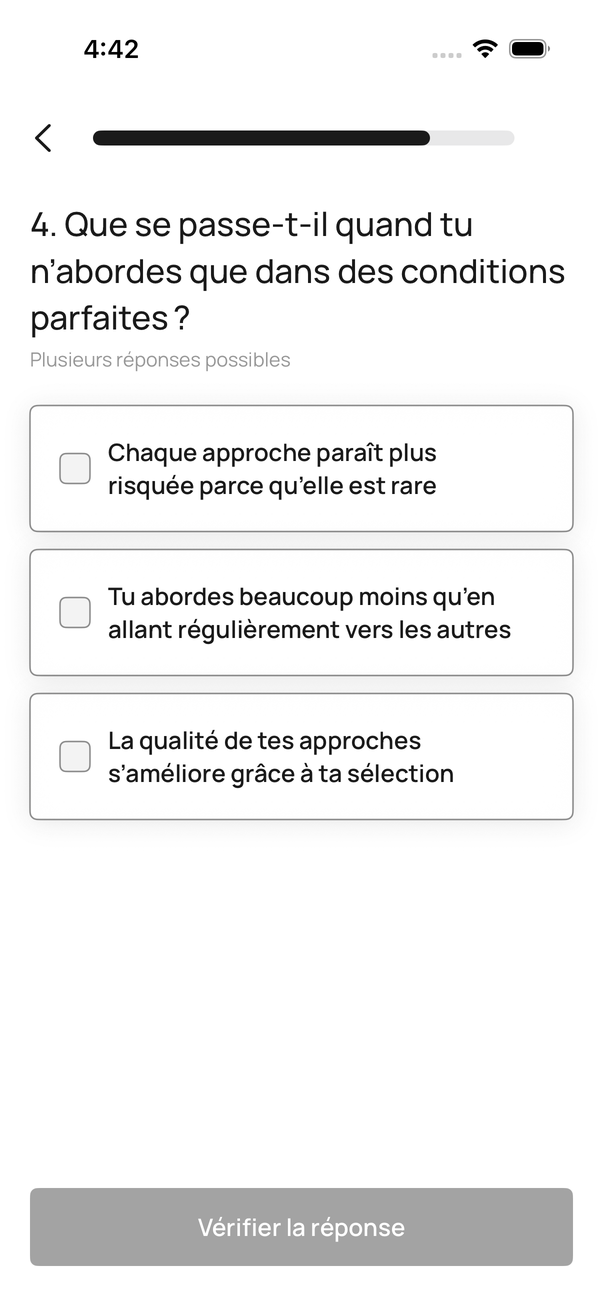 4:42
4. Que se passe-t-il quand tu
n’abordes que dans des conditions
parfaites ?
Plusieurs réponses possibles
Chaque approche paraît plus
risquée parce qu’elle est rare
Tu abordes beaucoup moins qu’en
allant régulièrement vers les autres
La qualité de tes approches
s’améliore grâce à ta sélection
Vérifier la réponse